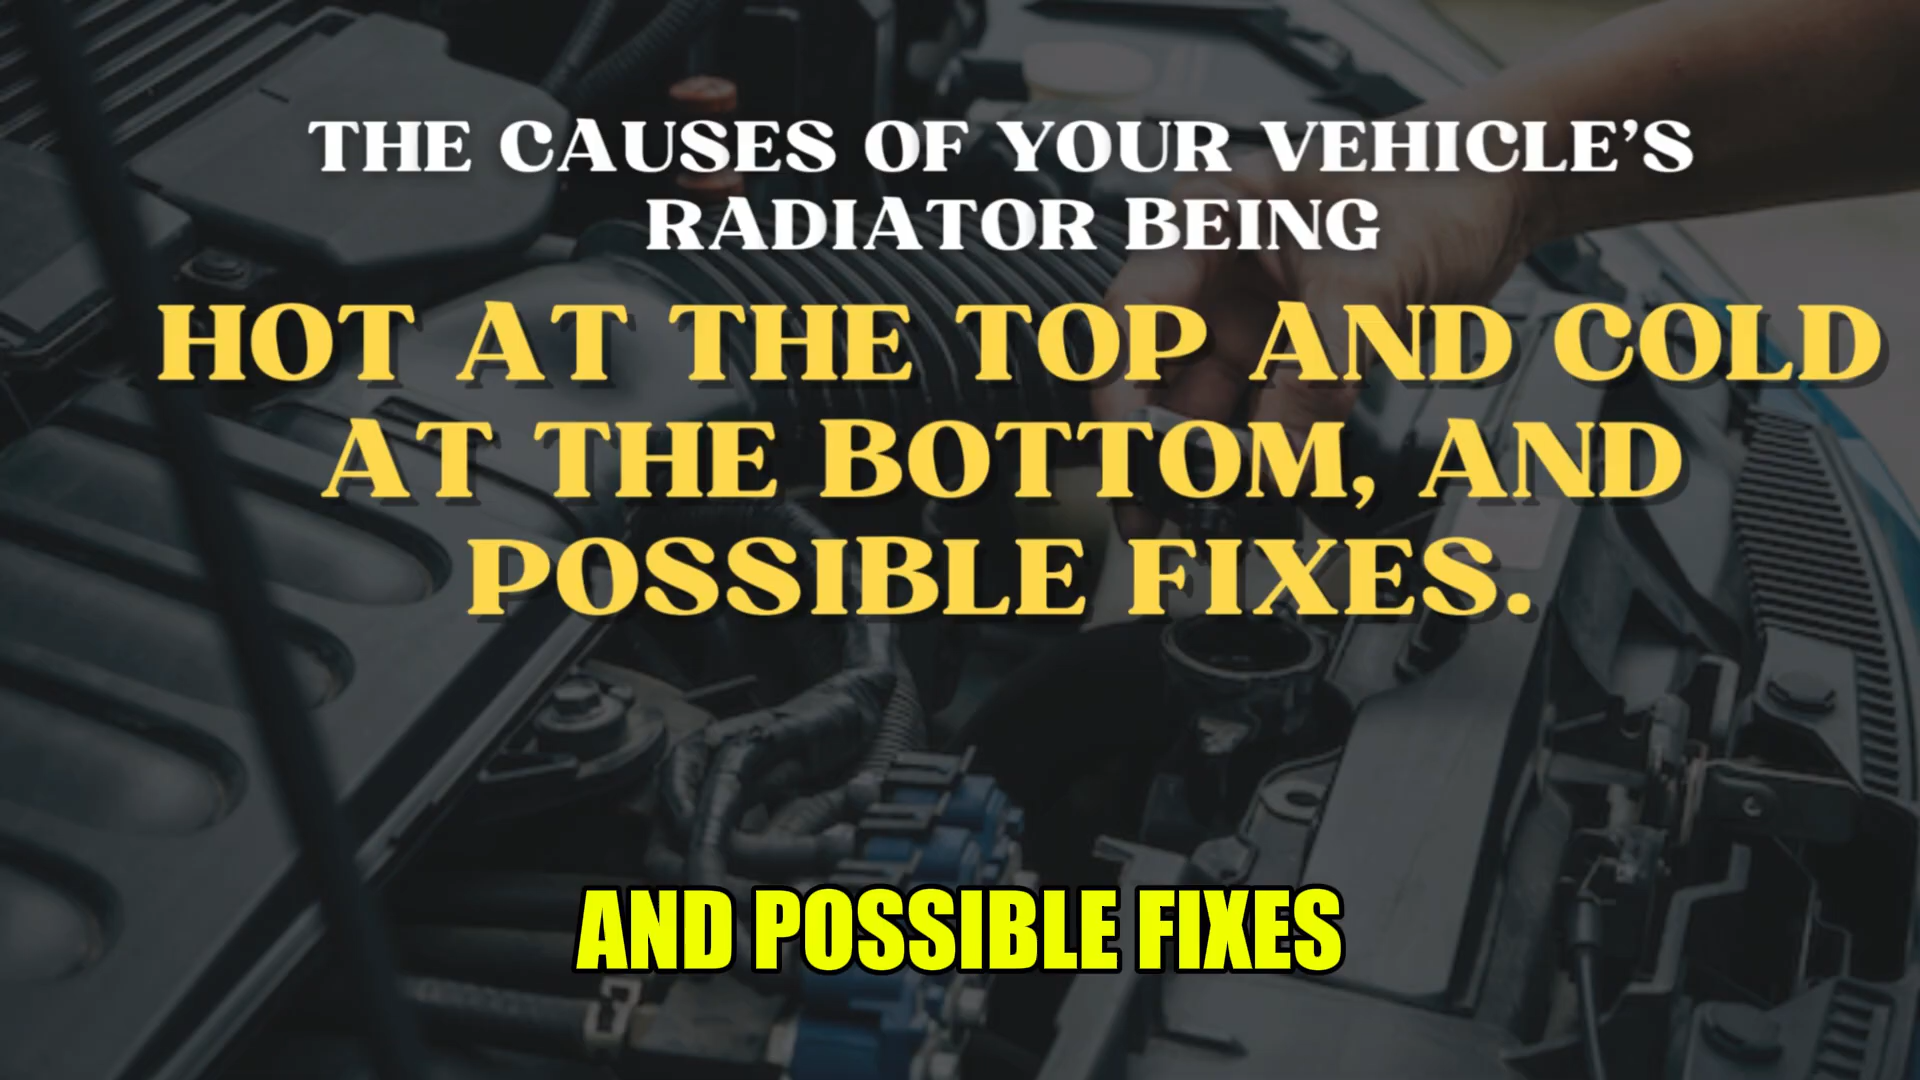 THE CAUSES OF YOUR VEHICLE'S
RADIATOR BEING
HOT AT THE TOP AND COLD
AT THE BOTTOM, AND
POSSIBLE FIXES.
AND POSSIBLE FIXES